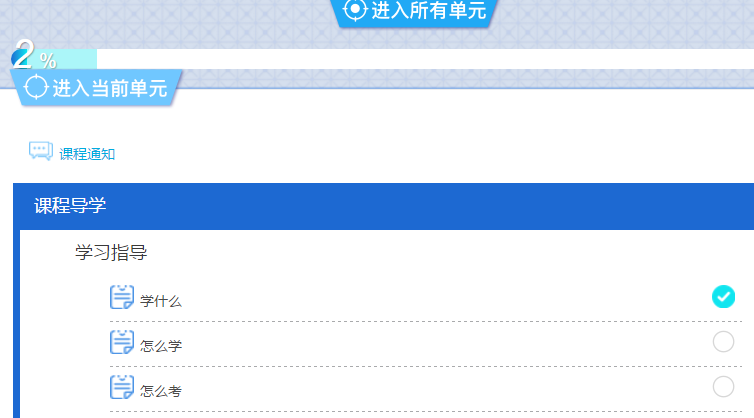 进入所有单元
2%
进入当前单元
课程通知
课程导学
学习指导
学什么
怎么学
怎么考